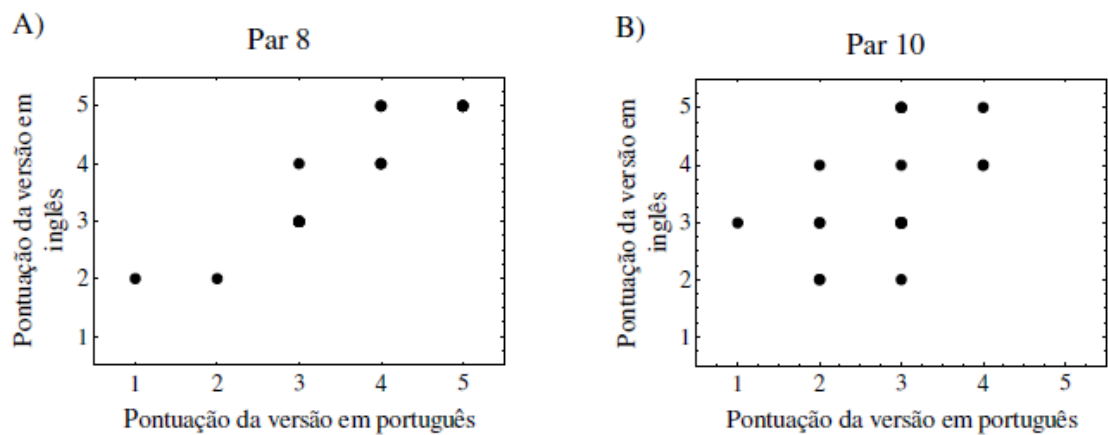 A)
Par 8
Pontuação da versão em
inglês
5
4
3
2
1
1 2 3 4 5
Pontuação da versão em português
B)
Par 10
Pontuação da versão em
inglês
5
4
3
2
1
1 2 3 4 5
Pontuação da versão em português